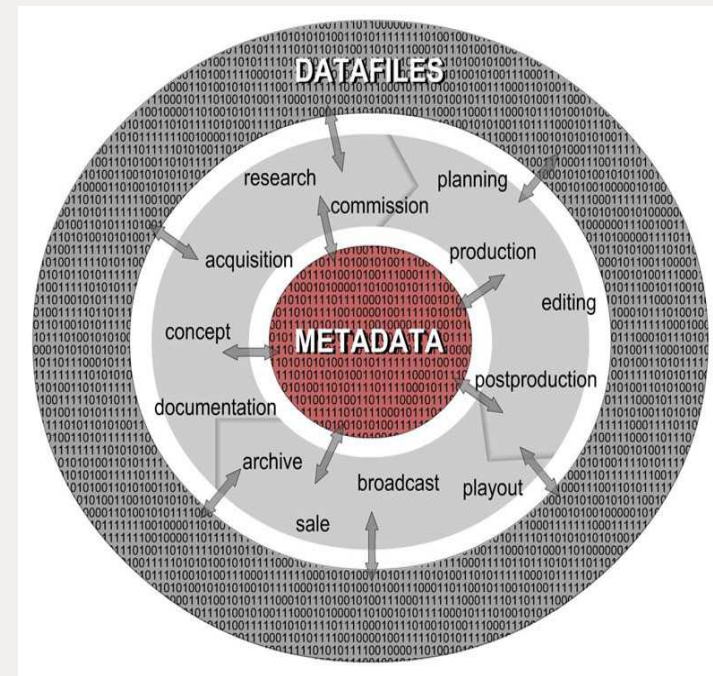 DATAFILES
research
planning
commission
production
acquisition
editing
concept
METADATA
postproduction
documentation
archive
broadcast
playout
sale